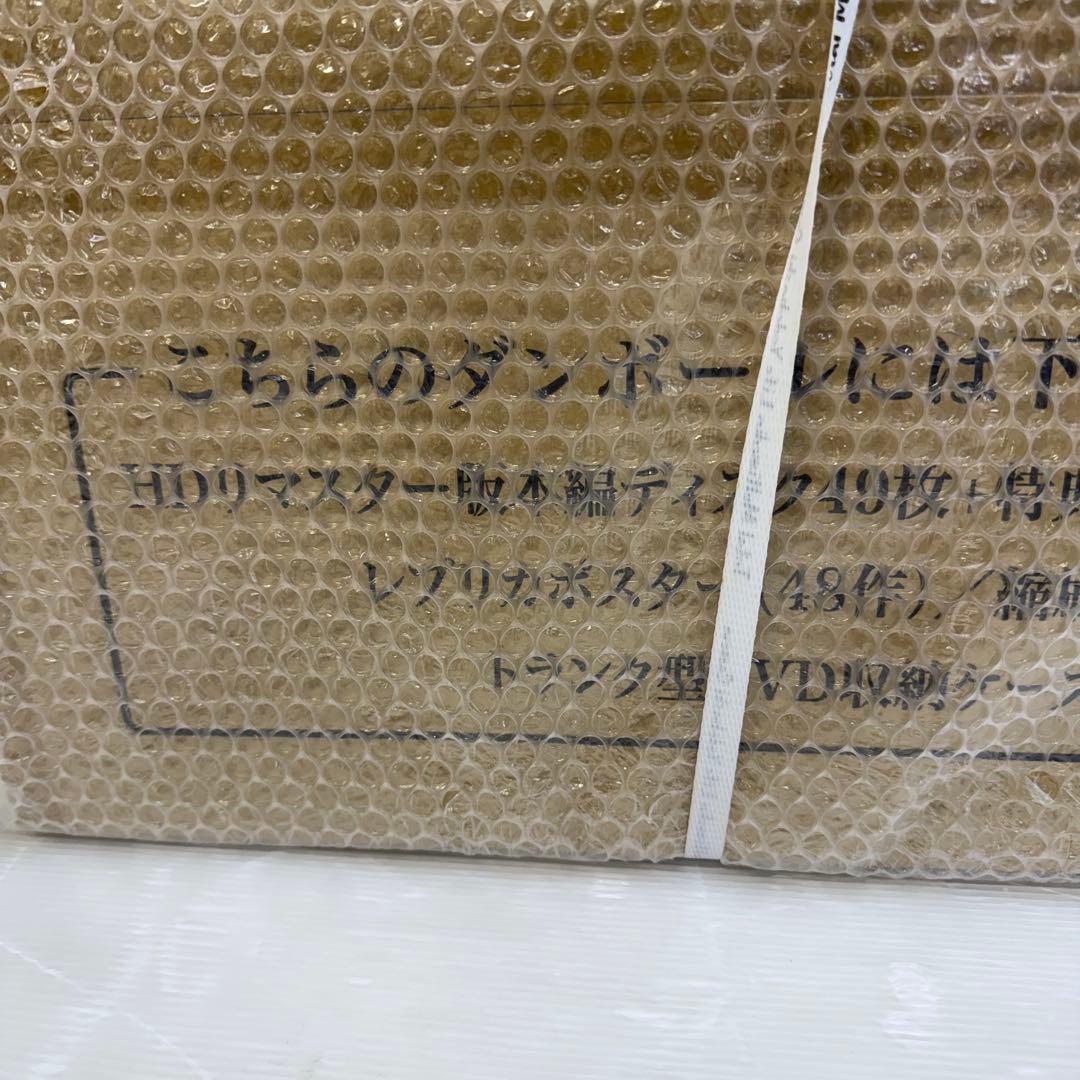 こちらのダンボールには下
HDリマスター版本編ディスク49枚+特典
レプリカポスター(48作)/縮刷
トランク型 VD収納ケース